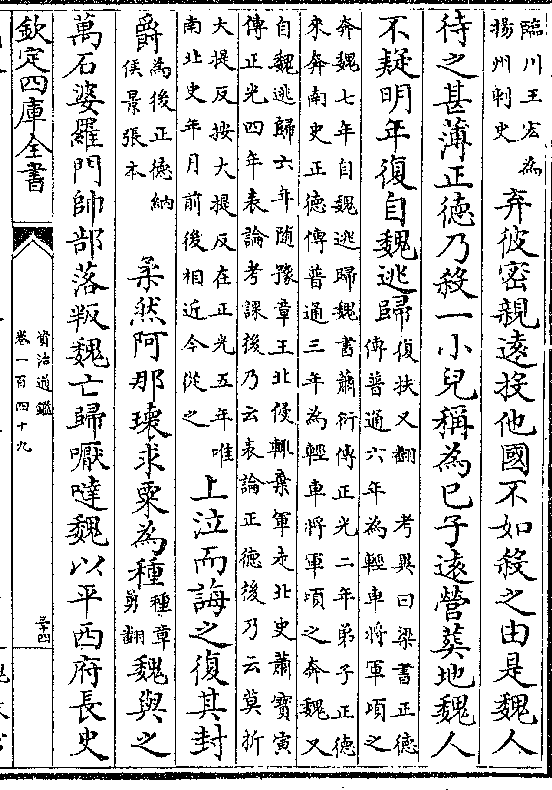 臨川王宏為
揚州刺史
弃彼密親遠投他國不如殺之由是魏人
待之甚薄正德乃殺一小兒稱為已子遠營葬地魏人
不疑明年復自魏逃歸
復扶又翻 考異曰梁書正德
傳普通六年為輕車將軍頃之
奔魏七年自魏逃歸魏書蕭衍傳正光二年弟子正德
來奔南史正德傳普通三年為輕車將軍頃之奔魏又
自魏逃歸六年隨豫章王北侵輒棄軍走北史蕭寶寅
傳正光四年表論考課後乃云表論正德後乃云莫折
大提反按大提反在正光五年唯
南北史年月前後相近今從之
上泣而誨之復其封
爵
為後正德納
侯景張本
柔然阿那瓌求粟為種
種章
勇翻
魏與之
萬石婆羅門帥部落叛魏亡歸嚈噠魏以平西府長史
欽定四庫全書
資治通鑑
卷一百四十九